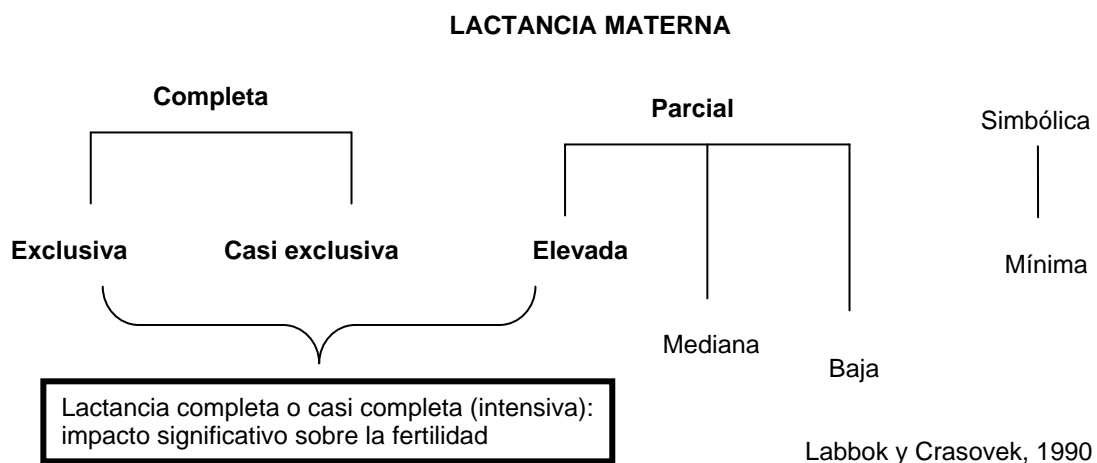 LACTANCIA MATERNA
Completa
Parcial
Simbólica
Exclusiva
Casi exclusiva
Elevada
Mínima
Mediana
Baja
Lactancia completa o casi completa (intensiva):
impacto significativo sobre la fertilidad
Labbok y Crasovek, 1990